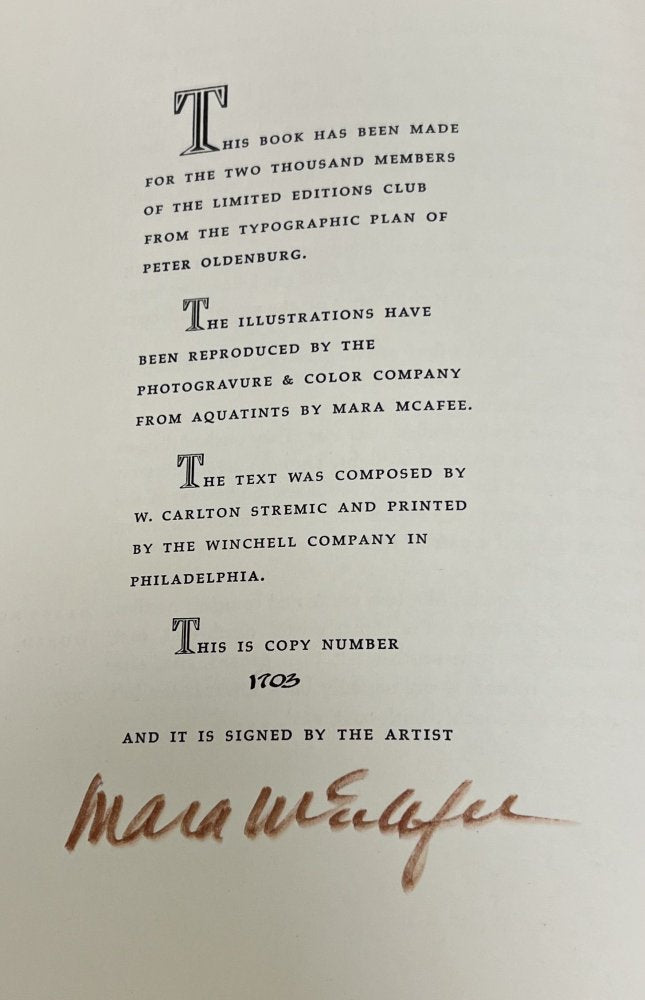 THIS BOOK HAS BEEN MADE
FOR THE TWO THOUSAND MEMBERS
OF THE LIMITED EDITIONS CLUB
FROM THE TYPOGRAPHIC PLAN OF
PETER OLDENBURG.
THE ILLUSTRATIONS HAVE
BEEN REPRODUCED BY THE
PHOTOGRAVURE & COLOR COMPANY
FROM AQUATINTS BY MARA MCAFEE.
THE TEXT WAS COMPOSED BY
W. CARLTON STREMIC AND PRINTED
BY THE WINCHELL COMPANY IN
PHILADELPHIA.
THIS IS COPY NUMBER
1703
AND IT IS SIGNED BY THE ARTIST
Mara McAfee